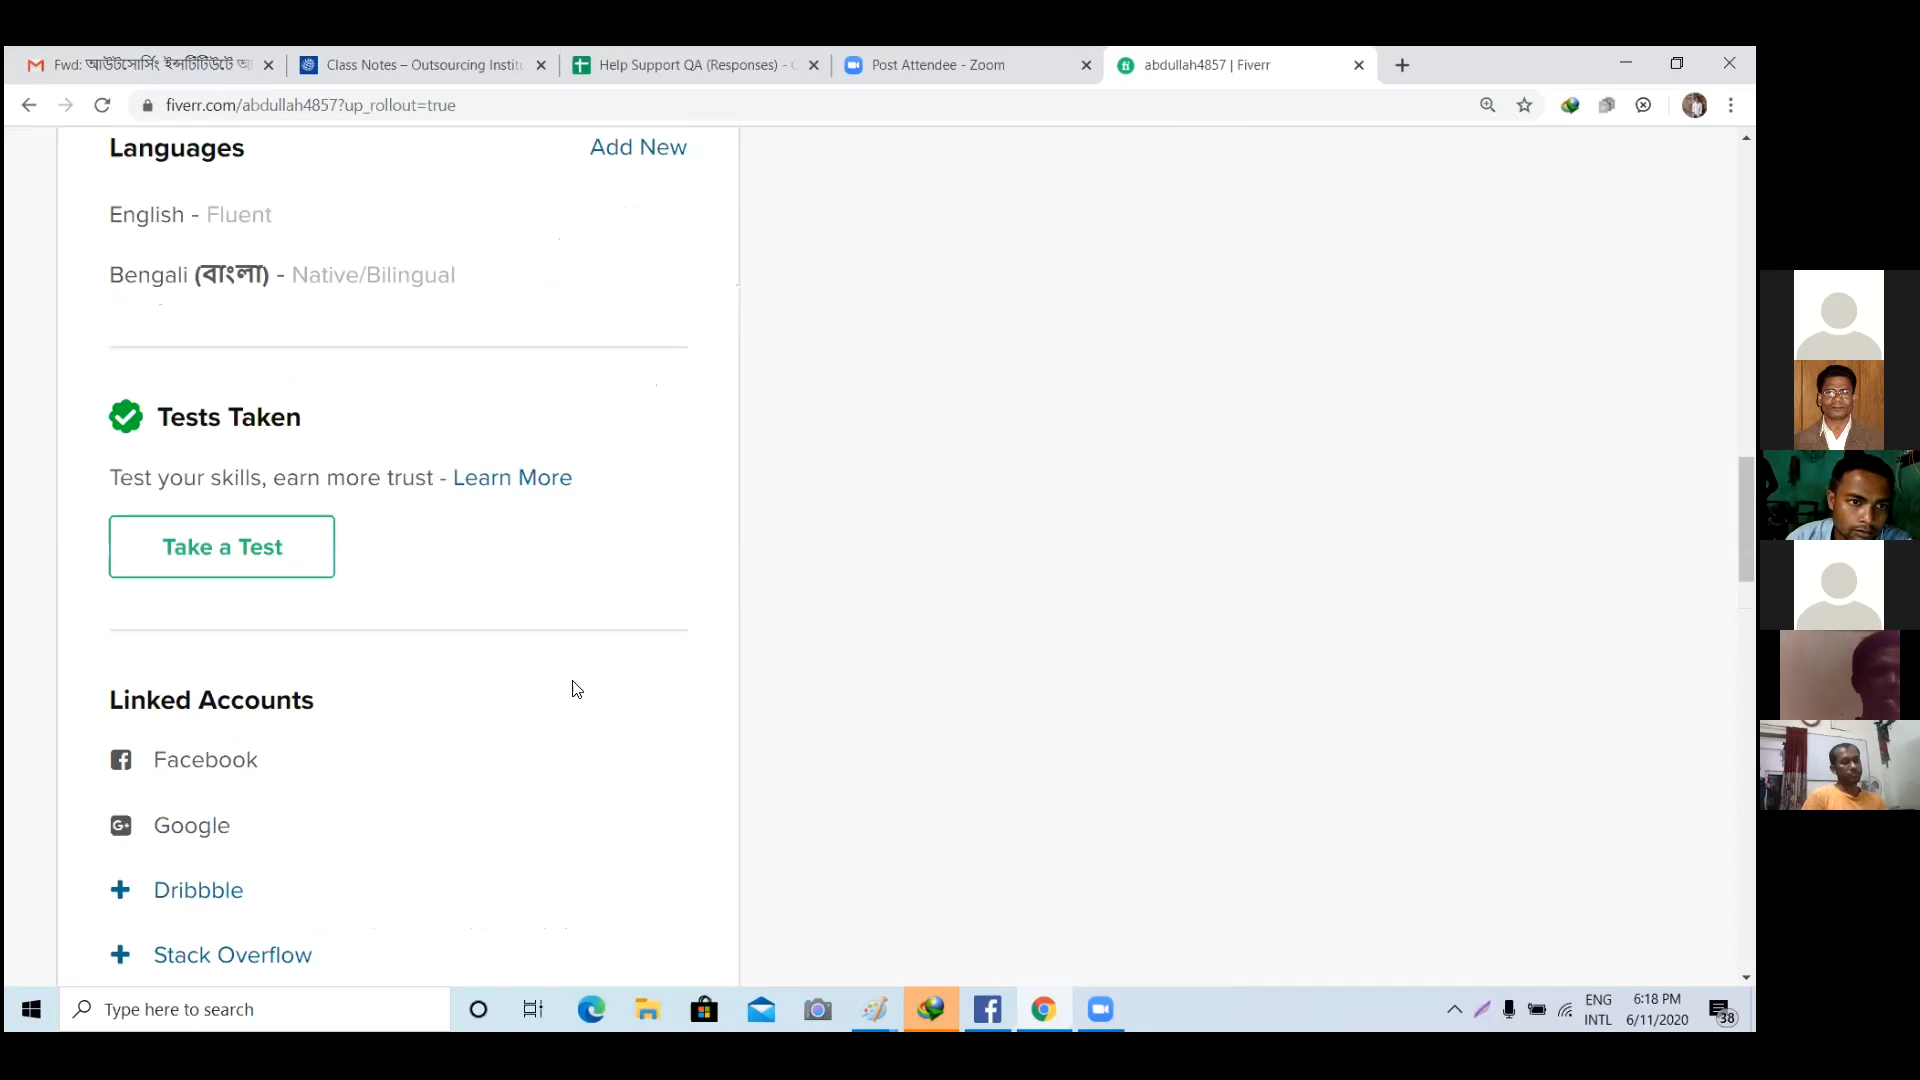 Fwd: আউটসোর্সিং ইন্সটিটিউটে
Class Notes – Outsourcing Instit
Help Support QA (Responses) -
Post Attendee - Zoom
abdullah4857 | Fiverr
fiverr.com/abdullah4857?up_rollout=true
Languages
Add New
English - Fluent
Bengali (বাংলা) - Native/Bilingual
Tests Taken
Test your skills, earn more trust - Learn More
Take a Test
Linked Accounts
Facebook
Google
Dribbble
Stack Overflow
Type here to search
ENG
INTL
6:18 PM
6/11/2020
38